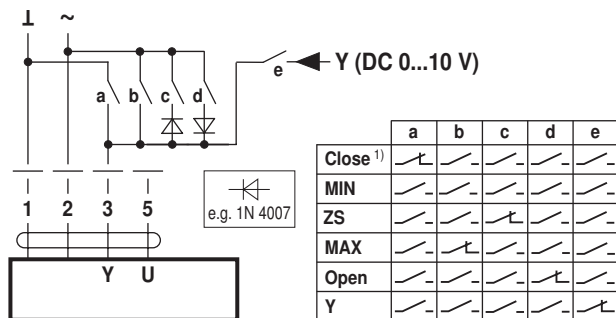 ⊥ ~
e Y (DC 0...10 V)
a b c d
1 2 3 5
e.g. 1N 4007
Y U
a b c d e
Close 1)
MIN
ZS
MAX
Open
Y